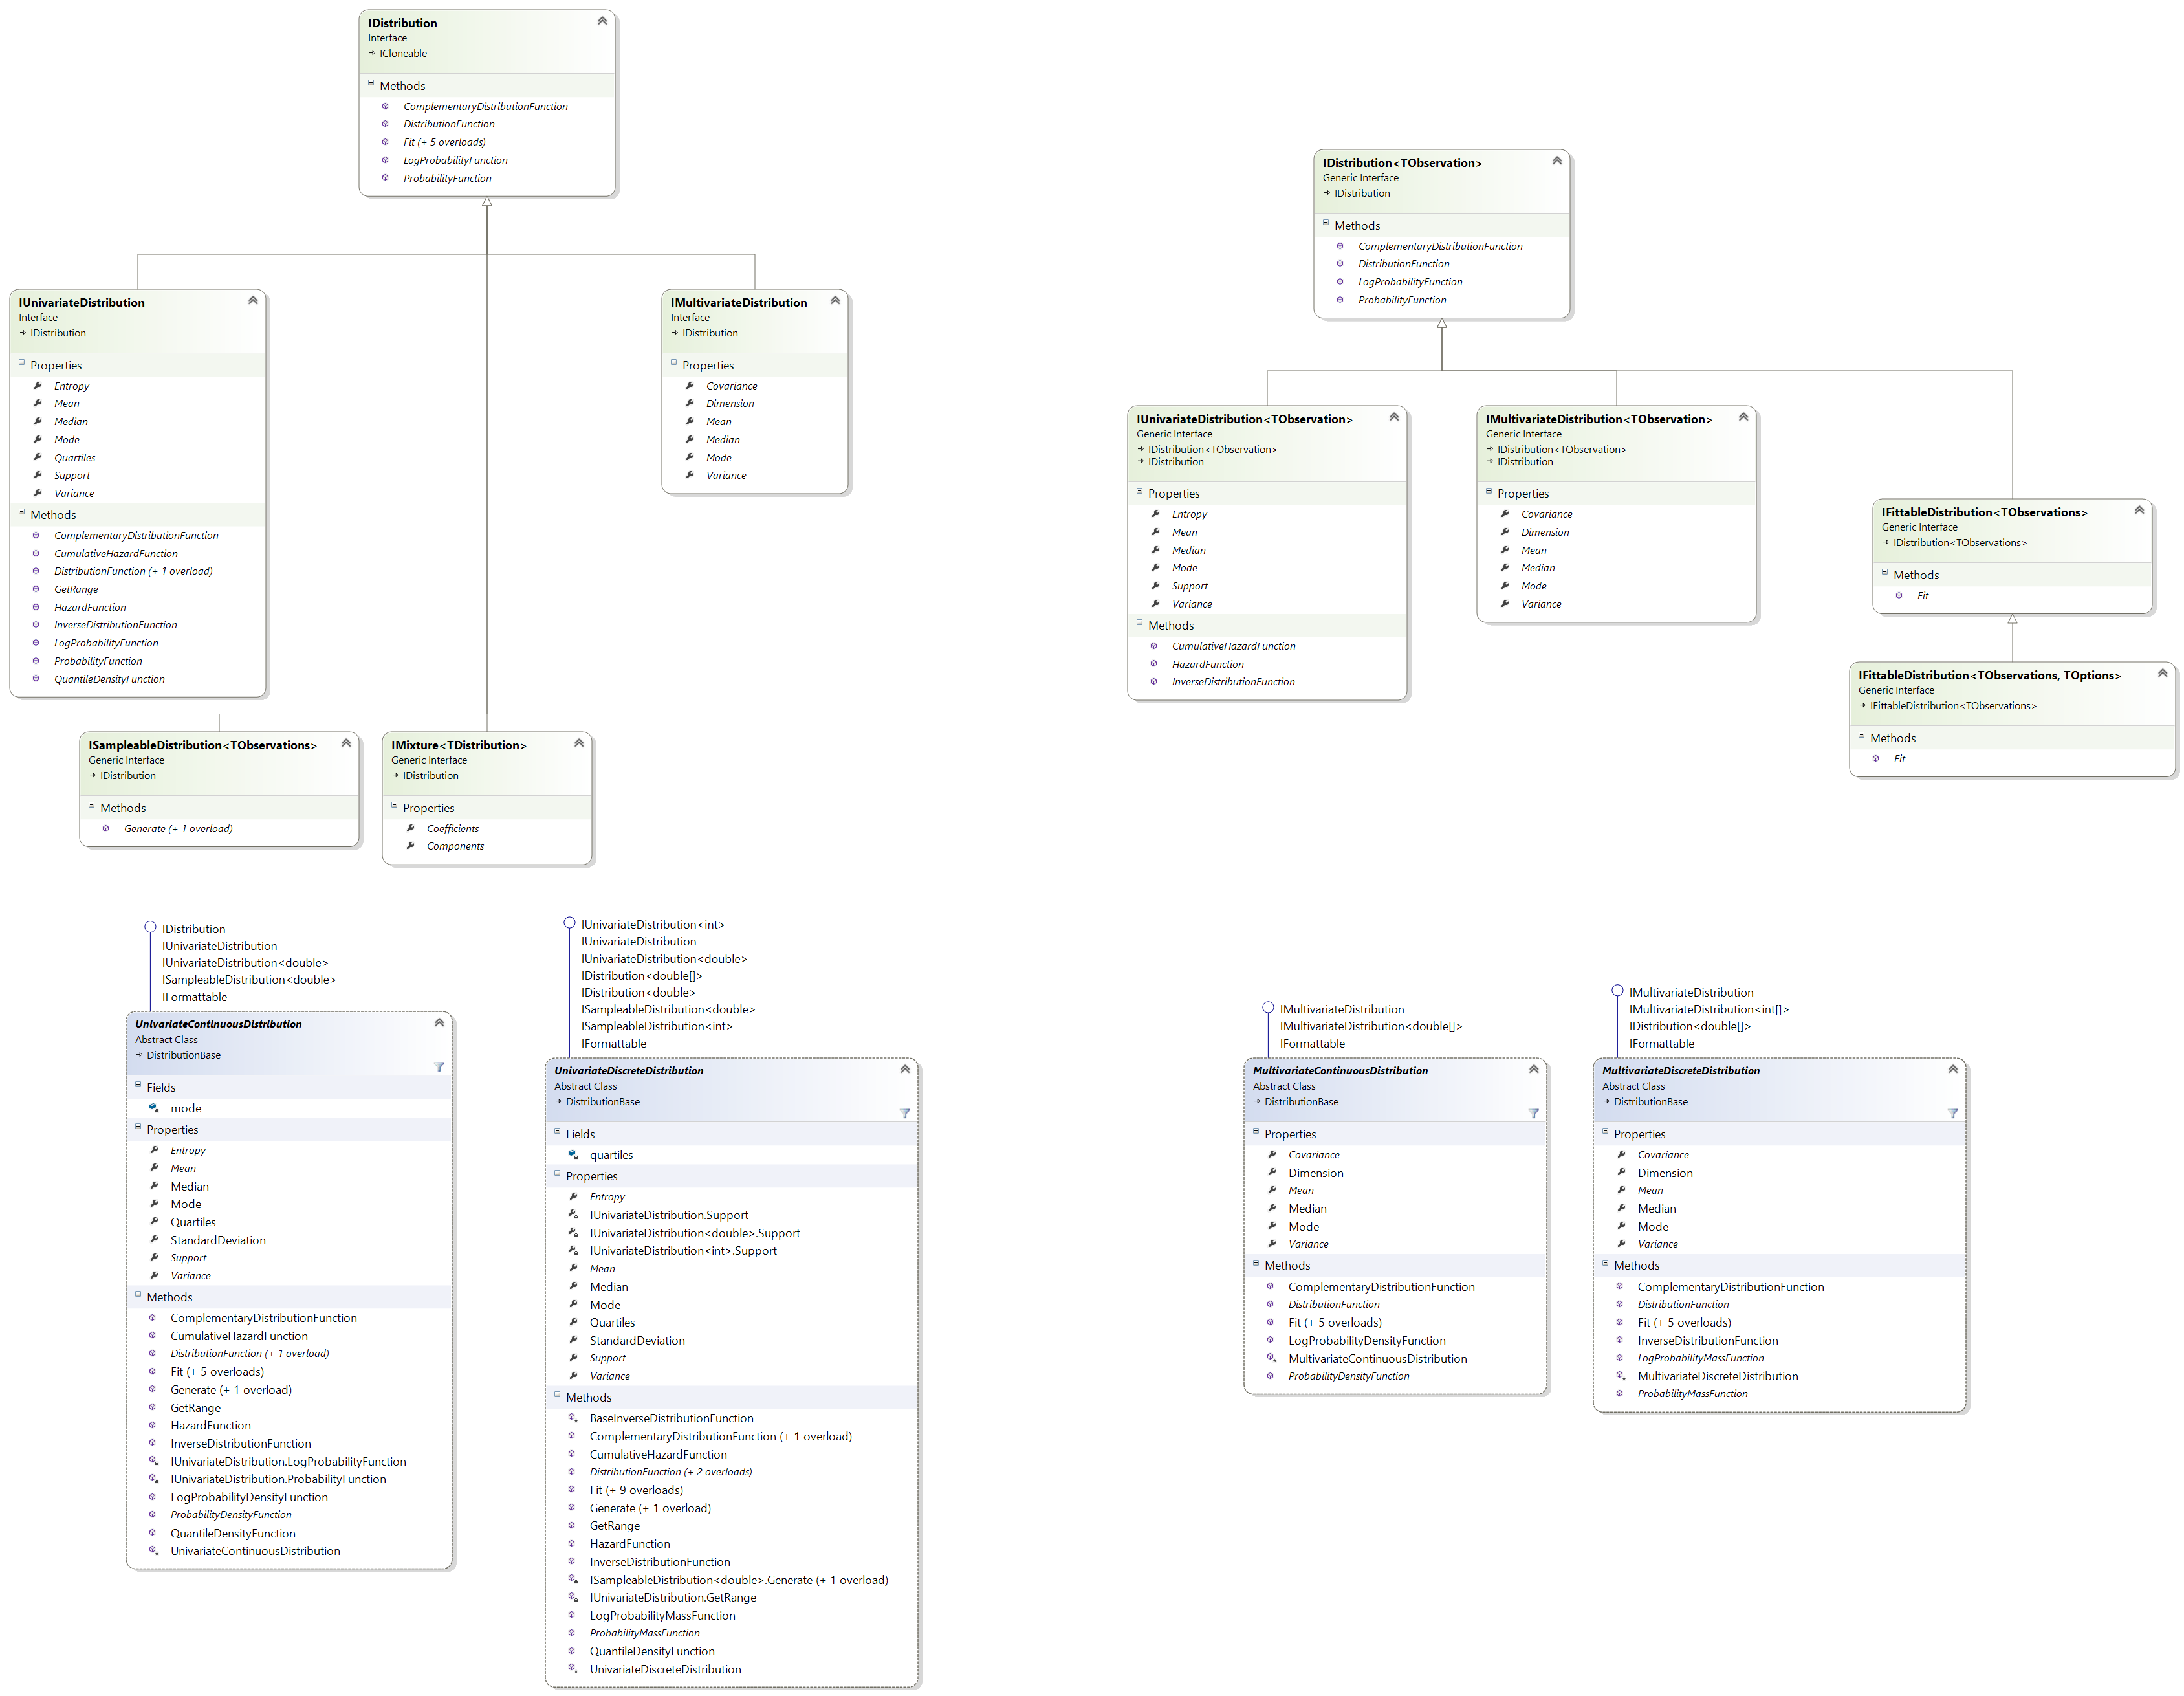 IDistribution
Interface
ICloneable
Methods
ComplementaryDistributionFunction
DistributionFunction
Fit (+ 5 overloads)
LogProbabilityFunction
ProbabilityFunction
IUnivariateDistribution
Interface
IDistribution
Properties
Entropy
Mean
Median
Mode
Quartiles
Support
Variance
Methods
ComplementaryDistributionFunction
CumulativeHazardFunction
DistributionFunction (+ 1 overload)
GetRange
HazardFunction
InverseDistributionFunction
LogProbabilityFunction
ProbabilityFunction
QuantileDensityFunction
IMultivariateDistribution
Interface
IDistribution
Properties
Covariance
Dimension
Mean
Median
Mode
Variance
ISampleableDistribution<TObservations>
Generic Interface
IDistribution
Methods
Generate (+ 1 overload)
IMixture<TDistribution>
Generic Interface
IDistribution
Properties
Coefficients
Components
IDistribution<TObservation>
Generic Interface
IDistribution
Methods
ComplementaryDistributionFunction
DistributionFunction
LogProbabilityFunction
ProbabilityFunction
IUnivariateDistribution<TObservation>
Generic Interface
IDistribution<TObservation>
IDistribution
Properties
Entropy
Mean
Median
Mode
Support
Variance
Methods
CumulativeHazardFunction
HazardFunction
InverseDistributionFunction
IMultivariateDistribution<TObservation>
Generic Interface
IDistribution<TObservation>
IDistribution
Properties
Covariance
Dimension
Mean
Median
Mode
Variance
IFittableDistribution<TObservations>
Generic Interface
IDistribution<TObservations>
Methods
Fit
IFittableDistribution<TObservations, TOptions>
Generic Interface
IFittableDistribution<TObservations>
Methods
Fit
IDistribution
IUnivariateDistribution
IUnivariateDistribution<double>
ISampleableDistribution<double>
IFormattable
UnivariateContinuousDistribution
Abstract Class
DistributionBase
Fields
mode
Properties
Entropy
Mean
Median
Mode
Quartiles
StandardDeviation
Support
Variance
Methods
ComplementaryDistributionFunction
CumulativeHazardFunction
DistributionFunction (+ 1 overload)
Fit (+ 5 overloads)
Generate (+ 1 overload)
GetRange
HazardFunction
InverseDistributionFunction
IUnivariateDistribution.LogProbabilityFunction
IUnivariateDistribution.ProbabilityFunction
LogProbabilityDensityFunction
ProbabilityDensityFunction
QuantileDensityFunction
UnivariateContinuousDistribution
IUnivariateDistribution<int>
IUnivariateDistribution
IUnivariateDistribution<double>
IDistribution<double[]>
IDistribution<double>
ISampleableDistribution<double>
ISampleableDistribution<int>
IFormattable
UnivariateDiscreteDistribution
Abstract Class
DistributionBase
Fields
quartiles
Properties
Entropy
IUnivariateDistribution.Support
IUnivariateDistribution<double>.Support
IUnivariateDistribution<int>.Support
Mean
Median
Mode
Quartiles
StandardDeviation
Support
Variance
Methods
BaseInverseDistributionFunction
ComplementaryDistributionFunction (+ 1 overload)
CumulativeHazardFunction
DistributionFunction (+ 2 overloads)
Fit (+ 9 overloads)
Generate (+ 1 overload)
GetRange
HazardFunction
InverseDistributionFunction
ISampleableDistribution<double>.Generate (+ 1 overload)
IUnivariateDistribution.GetRange
LogProbabilityMassFunction
ProbabilityMassFunction
QuantileDensityFunction
UnivariateDiscreteDistribution
IMultivariateDistribution
IMultivariateDistribution<double[]>
IFormattable
MultivariateContinuousDistribution
Abstract Class
DistributionBase
Properties
Covariance
Dimension
Mean
Median
Mode
Variance
Methods
ComplementaryDistributionFunction
DistributionFunction
Fit (+ 5 overloads)
LogProbabilityDensityFunction
MultivariateContinuousDistribution
ProbabilityDensityFunction
IMultivariateDistribution
IMultivariateDistribution<int[]>
IDistribution<double[]>
IFormattable
MultivariateDiscreteDistribution
Abstract Class
DistributionBase
Properties
Covariance
Dimension
Mean
Median
Mode
Variance
Methods
ComplementaryDistributionFunction
DistributionFunction
Fit (+ 5 overloads)
InverseDistributionFunction
LogProbabilityMassFunction
MultivariateDiscreteDistribution
ProbabilityMassFunction